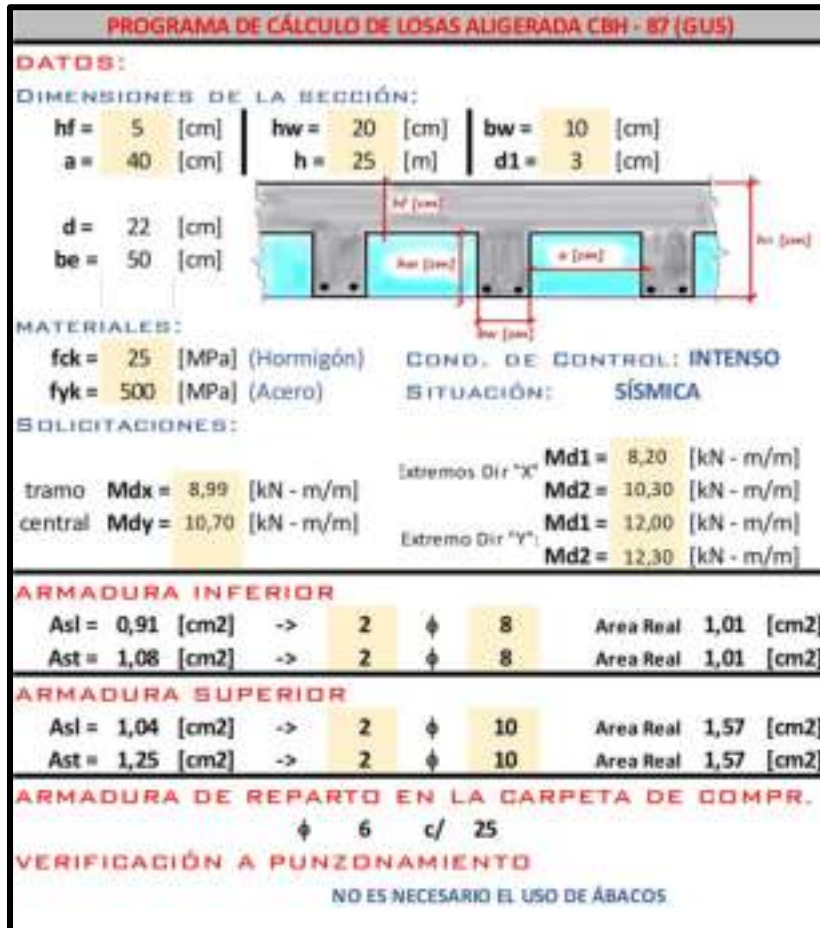 PROGRAMA DE CÁLCULO DE LOSAS ALIGERADA CBH - 87 (GUS)
DATOS:
DIMENSIONES DE LA SECCIÓN:
hf = 5 [cm] hw = 20 [cm] bw = 10 [cm]
a = 40 [cm] h = 25 [m] d1 = 3 [cm]
hf [cm]
d = 22 [cm]
be = 50 [cm]
hw [cm] a [cm]
bw [cm]
MATERIALES:
fck = 25 [MPa] (Hormigón) COND. DE CONTROL: INTENSO
fyk = 500 [MPa] (Acero) SITUACIÓN: SÍSMICA
SOLICITACIONES:
Extremos Dir "X" Md1 = 8,20 [kN - m/m]
tramo Mdx = 8,99 [kN - m/m] Md2 = 10,30 [kN - m/m]
central Mdy = 10,70 [kN - m/m] Extremo Dir "Y": Md1 = 12,00 [kN - m/m]
Md2 = 12,30 [kN - m/m]
ARMADURA INFERIOR
Asl = 0,91 [cm2] -> 2 ϕ 8 Area Real 1,01 [cm2]
Ast = 1,08 [cm2] -> 2 ϕ 8 Area Real 1,01 [cm2]
ARMADURA SUPERIOR
Asl = 1,04 [cm2] -> 2 ϕ 10 Area Real 1,57 [cm2]
Ast = 1,25 [cm2] -> 2 ϕ 10 Area Real 1,57 [cm2]
ARMADURA DE REPARTO EN LA CARPETA DE COMPR.
ϕ 6 c/ 25
VERIFICACIÓN A PUNZONAMIENTO
NO ES NECESARIO EL USO DE ÁBACOS